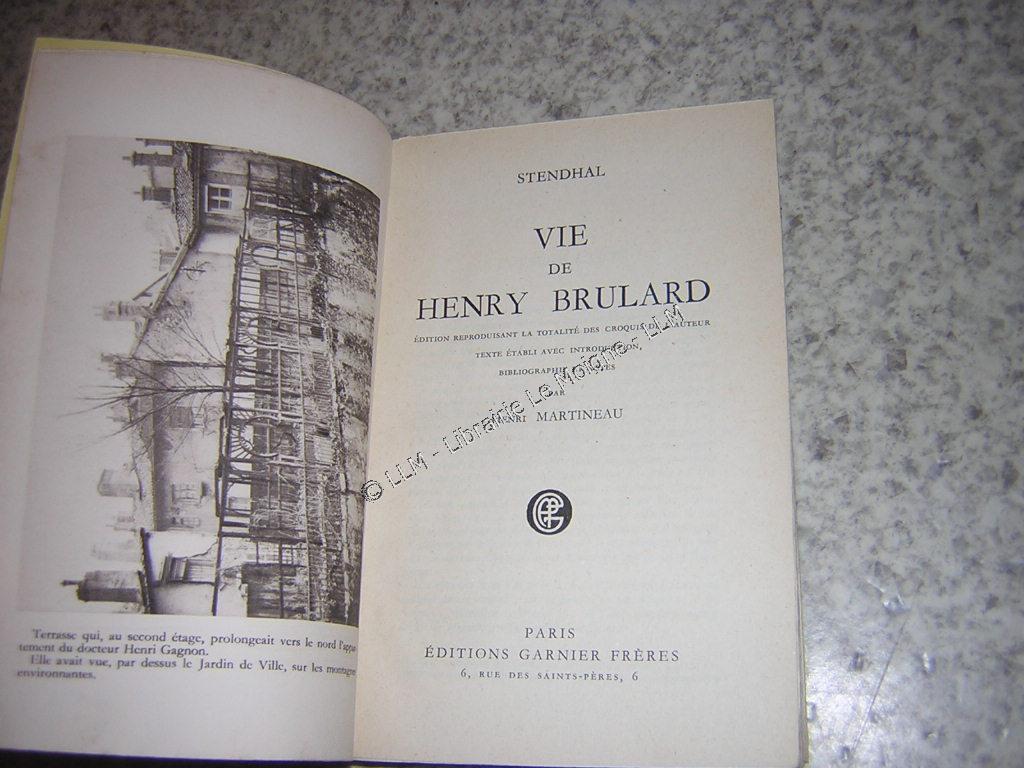 Terrasse qui, au second étage, prolongeait vers le nord l'appar
tement du docteur Henri Gagnon.
Elle avait vue, par dessus le Jardin de Ville, sur les montagnes
environnantes.
STENDHAL
VIE
DE
HENRY BRULARD
ÉDITION REPRODUISANT LA TOTALITÉ DES CROQUIS DE L'AUTEUR
TEXTE ÉTABLI AVEC INTRODUCTION,
BIBLIOGRAPHIE ET NOTES
PAR
HENRI MARTINEAU
PARIS
ÉDITIONS GARNIER FRÈRES
6, RUE DES SAINTS-PÈRES, 6
© LLM - Librairie Le Moigne - LLM